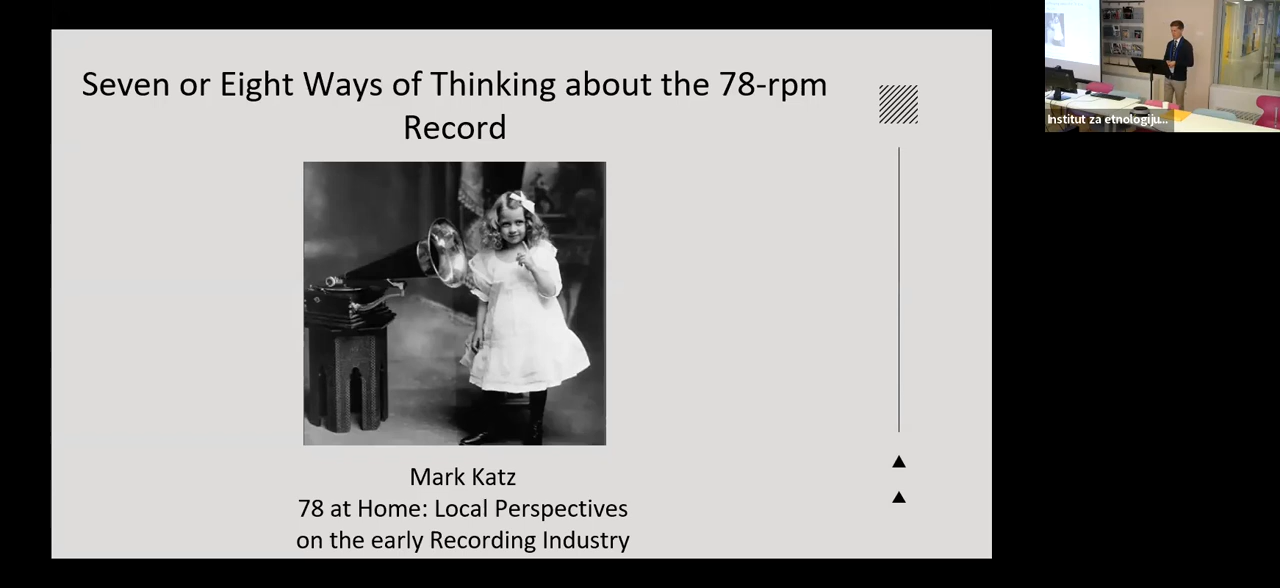 Seven or Eight Ways of Thinking about the 78-rpm
Record
Mark Katz
78 at Home: Local Perspectives
on the early Recording Industry
Institut za etnologiju...